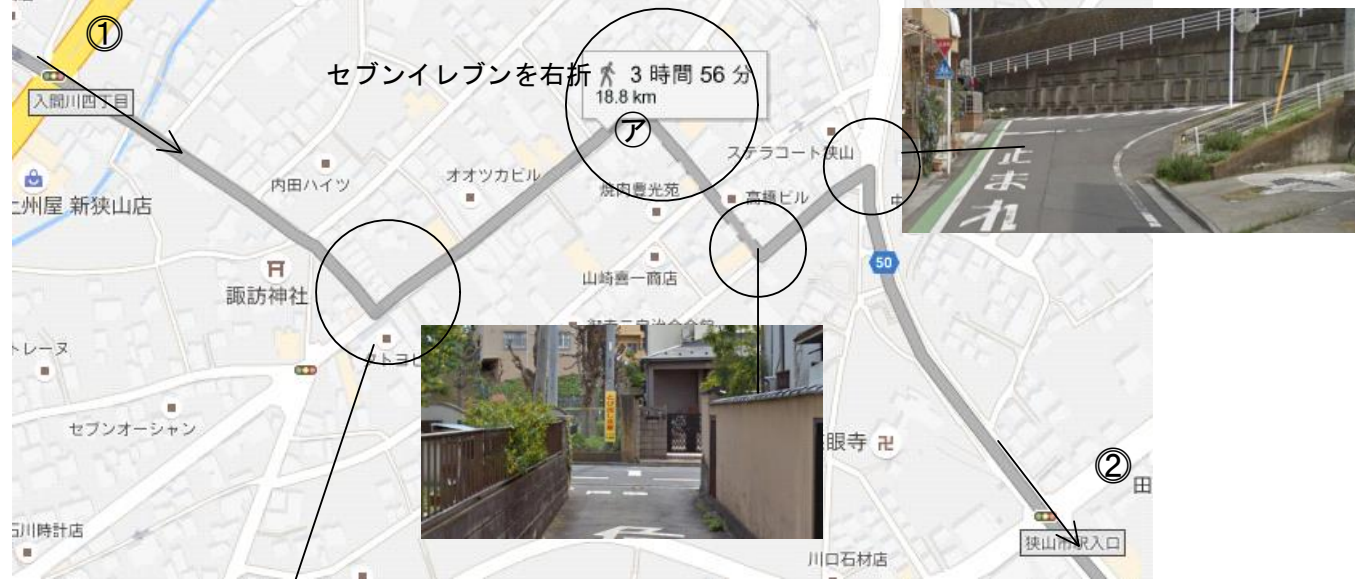 ①
セブンイレブンを右折
3 時間 56 分
18.8 km
㋐
入間川四丁目
ステラコート狭山
内田ハイツ
オオツカビル
焼肉豊光苑
高橋ビル
州屋 新狭山店
中
止まれ
諏訪神社
山崎喜一商店
50
トレーヌ
セブンオーシャン
眼寺
②
田
石川時計店
狭山市駅入口
川口石材店